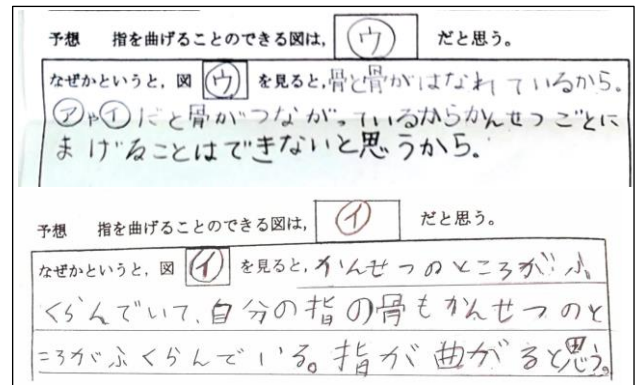 予想 指を曲げることのできる図は, ウ だと思う。
なぜかというと, 図 ウ を見ると, 骨と骨がはなれているから。
アやイだと骨がつながっているからかんせつごとに
まげることはできないと思うから。
予想 指を曲げることのできる図は, イ だと思う。
なぜかというと, 図 イ を見ると, かんせつのところがふ
くらんでいて、自分の指の骨もかんせつのと
ころがふくらんでいる。指が曲がると思う。